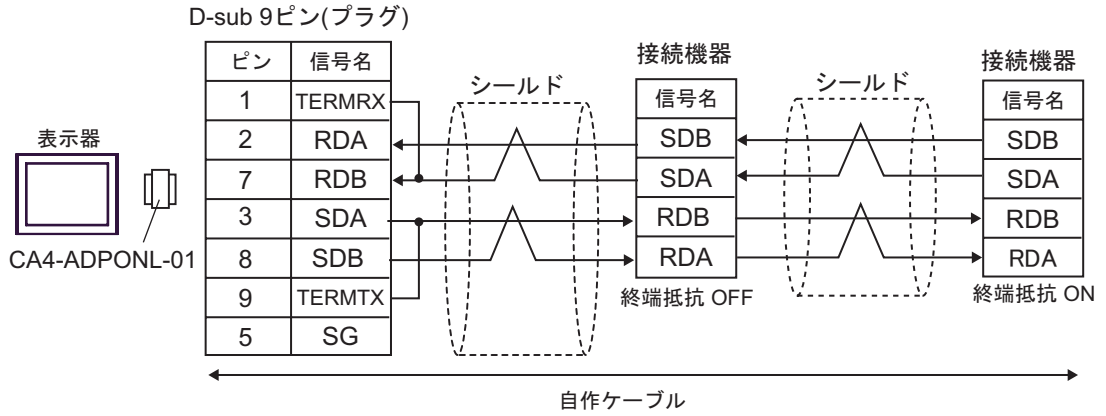 D-sub 9ピン(プラグ)
ピン 信号名
1 TERMRX
2 RDA
7 RDB
3 SDA
8 SDB
9 TERMTX
5 SG
表示器
CA4-ADPONL-01
シールド
接続機器
信号名
SDB
SDA
RDB
RDA
終端抵抗 OFF
シールド
接続機器
信号名
SDB
SDA
RDB
RDA
終端抵抗 ON
自作ケーブル